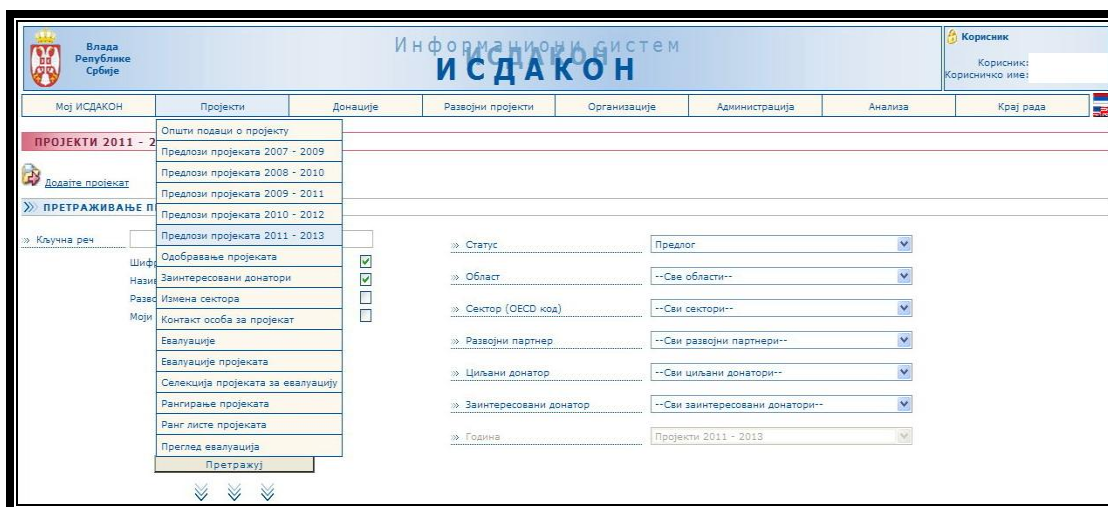 Влада
Републике
Србије
Информациони систем
ИСДАКОН
Корисник
Корисник:
Корисничко име:
Мој ИСДАКОН
Пројекти
Донације
Развојни пројекти
Организације
Администрација
Анализа
Крај рада
ПРОЈЕКТИ 2011 - 2
Додајте пројекат
ПРЕТРАЖИВАЊЕ П
Општи подаци о пројекту
Предлози пројеката 2007 - 2009
Предлози пројеката 2008 - 2010
Предлози пројеката 2009 - 2011
Предлози пројеката 2010 - 2012
Предлози пројеката 2011 - 2013
Одобравање пројеката
Заинтересовани донатори
Измена сектора
Контакт особа за пројекат
Евалуације
Евалуације пројеката
Селекција пројеката за евалуацију
Рангирање пројеката
Ранг листе пројеката
Преглед евалуација
Кључна реч
Шифр
Назив
Разво
Моји
Претражуј
Статус
Предлог
Област
--Све области--
Сектор (OECD код)
--Сви сектори--
Развојни партнер
--Сви развојни партнери--
Циљани донатор
--Сви циљани донатори--
Заинтересовани донатор
--Сви заинтересовани донатори--
Година
Пројекти 2011 - 2013